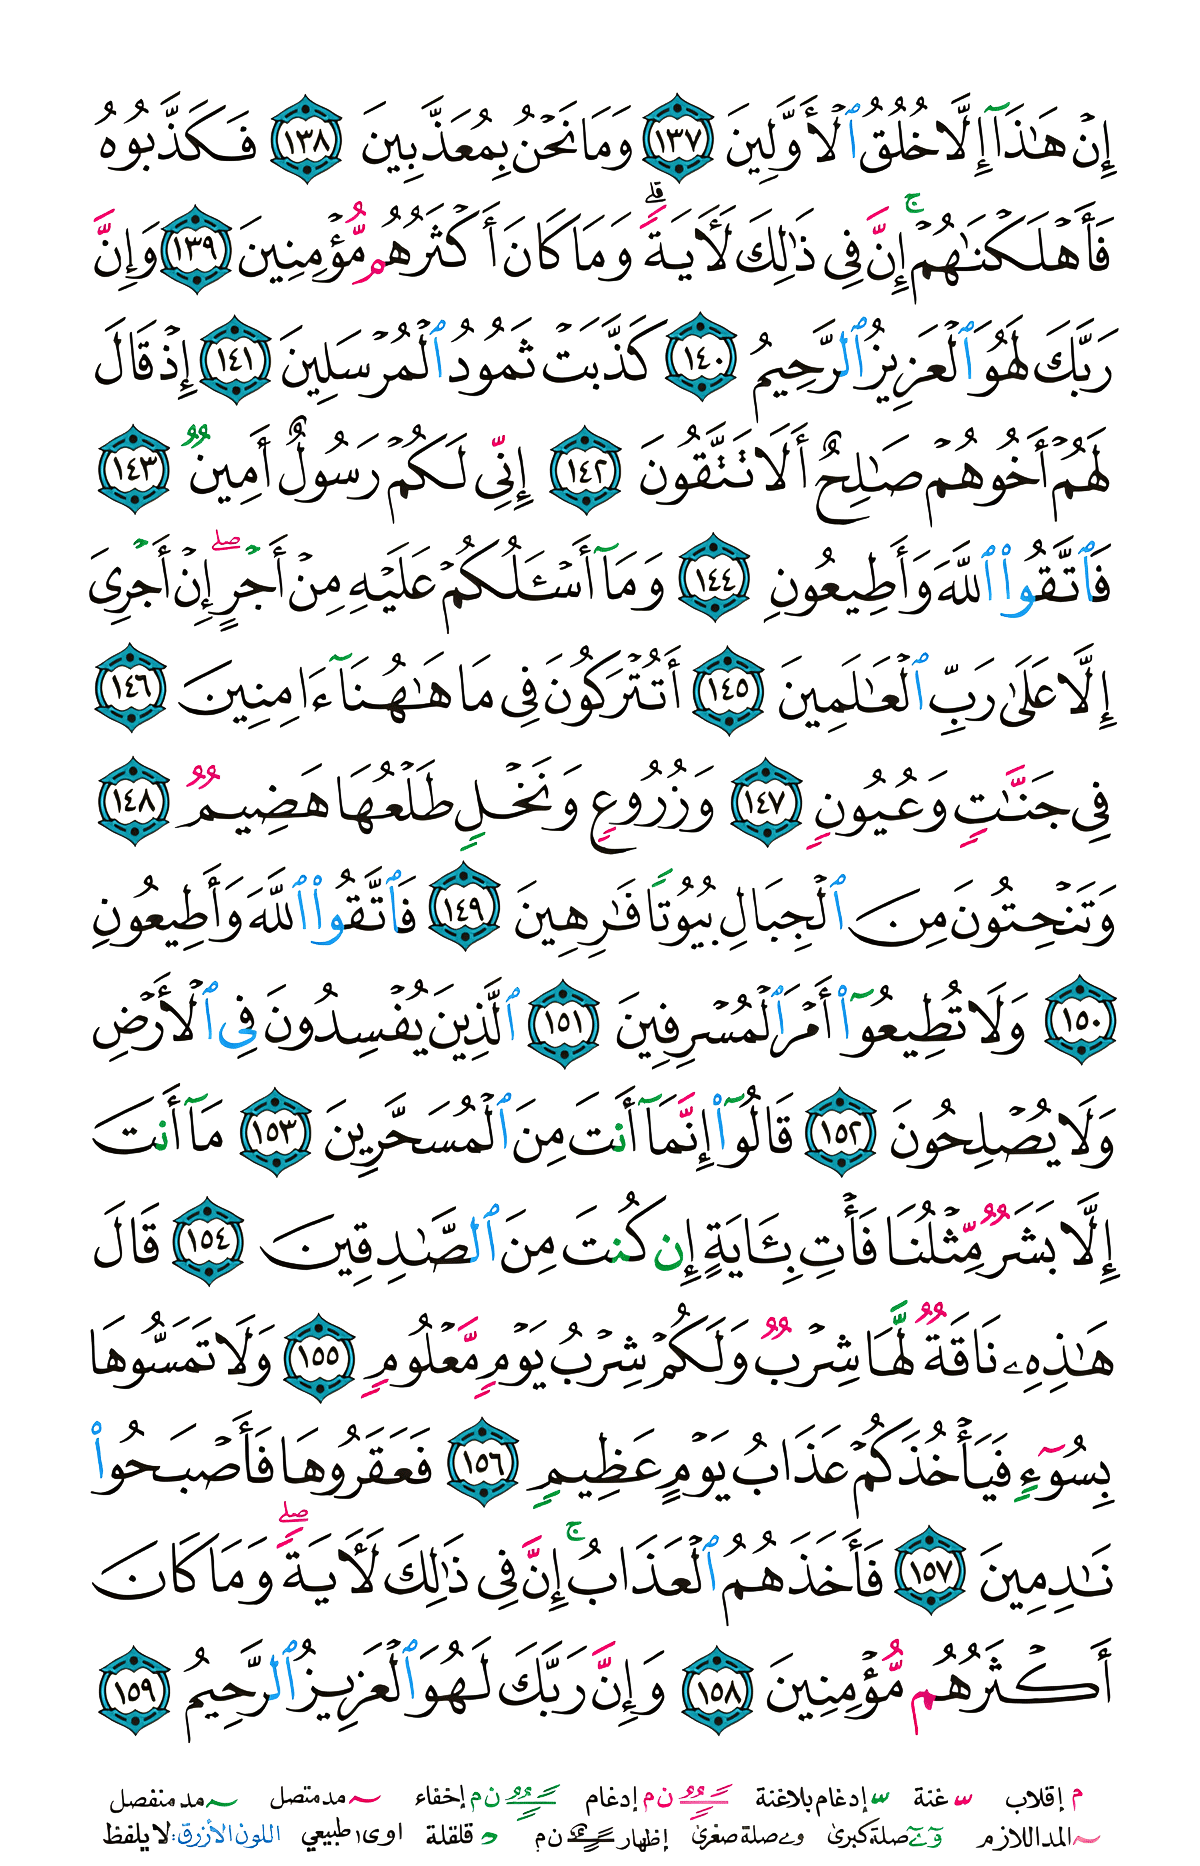 إِنْ هَٰذَآ إِلَّا خُلُقُ ٱلْأَوَّلِينَ ١٣٧ وَمَا نَحْنُ بِمُعَذَّبِينَ ١٣٨ فَكَذَّبُوهُ
فَأَهْلَكْنَٰهُمْ ۚ إِنَّ فِى ذَٰلِكَ لَأَيَةً ۖ وَمَا كَانَ أَكْثَرُهُم مُّؤْمِنِينَ ١٣٩ وَإِنَّ
رَبَّكَ لَهُوَ ٱلْعَزِيزُ ٱلرَّحِيمُ ١٤٠ كَذَّبَتْ ثَمُودُ ٱلْمُرْسَلِينَ ١٤١ إِذْ قَالَ
لَهُمْ أَخُوهُمْ صَٰلِحٌ أَلَا تَتَّقُونَ ١٤٢ إِنِّى لَكُمْ رَسُولٌ أَمِينٌ ١٤٣
فَٱتَّقُوا۟ ٱللَّهَ وَأَطِيعُونِ ١٤٤ وَمَآ أَسْـَٔلُكُمْ عَلَيْهِ مِنْ أَجْرٍ ۖ إِنْ أَجْرِىَ
إِلَّا عَلَىٰ رَبِّ ٱلْعَٰلَمِينَ ١٤٥ أَتُتْرَكُونَ فِى مَا هَٰهُنَآ ءَامِنِينَ ١٤٦
فِى جَنَّٰتٍ وَعُيُونٍ ١٤٧ وَزُرُوعٍ وَنَخْلٍ طَلْعُهَا هَضِيمٌ ١٤٨
وَتَنْحِتُونَ مِنَ ٱلْجِبَالِ بُيُوتًا فَٰرِهِينَ ١٤٩ فَٱتَّقُوا۟ ٱللَّهَ وَأَطِيعُونِ
١٥٠ وَلَا تُطِيعُوٓا۟ أَمْرَ ٱلْمُسْرِفِينَ ١٥١ ٱلَّذِينَ يُفْسِدُونَ فِى ٱلْأَرْضِ
وَلَا يُصْلِحُونَ ١٥٢ قَالُوٓا۟ إِنَّمَآ أَنتَ مِنَ ٱلْمُسَحَّرِينَ ١٥٣ مَآ أَنتَ
إِلَّا بَشَرٌ مِّثْلُنَا فَأْتِ بِـَٔايَةٍ إِن كُنتَ مِنَ ٱلصَّٰدِقِينَ ١٥٤ قَالَ
هَٰذِهِۦ نَاقَةٌ لَّهَا شِرْبٌ وَلَكُمْ شِرْبُ يَوْمٍ مَّعْلُومٍ ١٥٥ وَلَا تَمَسُّوهَا
بِسُوٓءٍ فَيَأْخُذَكُمْ عَذَابُ يَوْمٍ عَظِيمٍ ١٥٦ فَعَقَرُوهَا فَأَصْبَحُوا۟
نَٰدِمِينَ ١٥٧ فَأَخَذَهُمُ ٱلْعَذَابُ ۚ إِنَّ فِى ذَٰلِكَ لَأَيَةً ۖ وَمَا كَانَ
أَكْثَرُهُم مُّؤْمِنِينَ ١٥٨ وَإِنَّ رَبَّكَ لَهُوَ ٱلْعَزِيزُ ٱلرَّحِيمُ ١٥٩
م إقلاب غنة إدغام بلاغنة ن م إدغام ن م إخفاء مد متصل مد منفصل
المد اللازم صلة كبرى و ے صلة صغرى إظهار ن م قلقلة ا و ى طبيعي اللون الأزرق: لا يلفظ